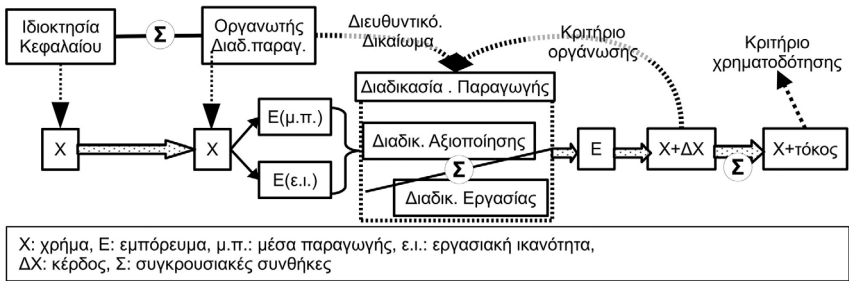 Ιδιοκτησία
Κεφαλαίου
Σ
Οργανωτής
Διαδ.παραγ.
Διευθυντικό.
Δικαίωμα
Κριτήριο
οργάνωσης
Κριτήριο
χρηματοδότησης
Διαδικασία . Παραγωγής
Χ
Χ
Ε(μ.π.)
Ε(ε.ι.)
Διαδικ. Αξιοποίησης
Σ
Διαδικ. Εργασίας
Ε
Χ+ΔΧ
Σ
Χ+τόκος
Χ: χρήμα, Ε: εμπόρευμα, μ.π.: μέσα παραγωγής, ε.ι.: εργασιακή ικανότητα,
ΔΧ: κέρδος, Σ: συγκρουσιακές συνθήκες